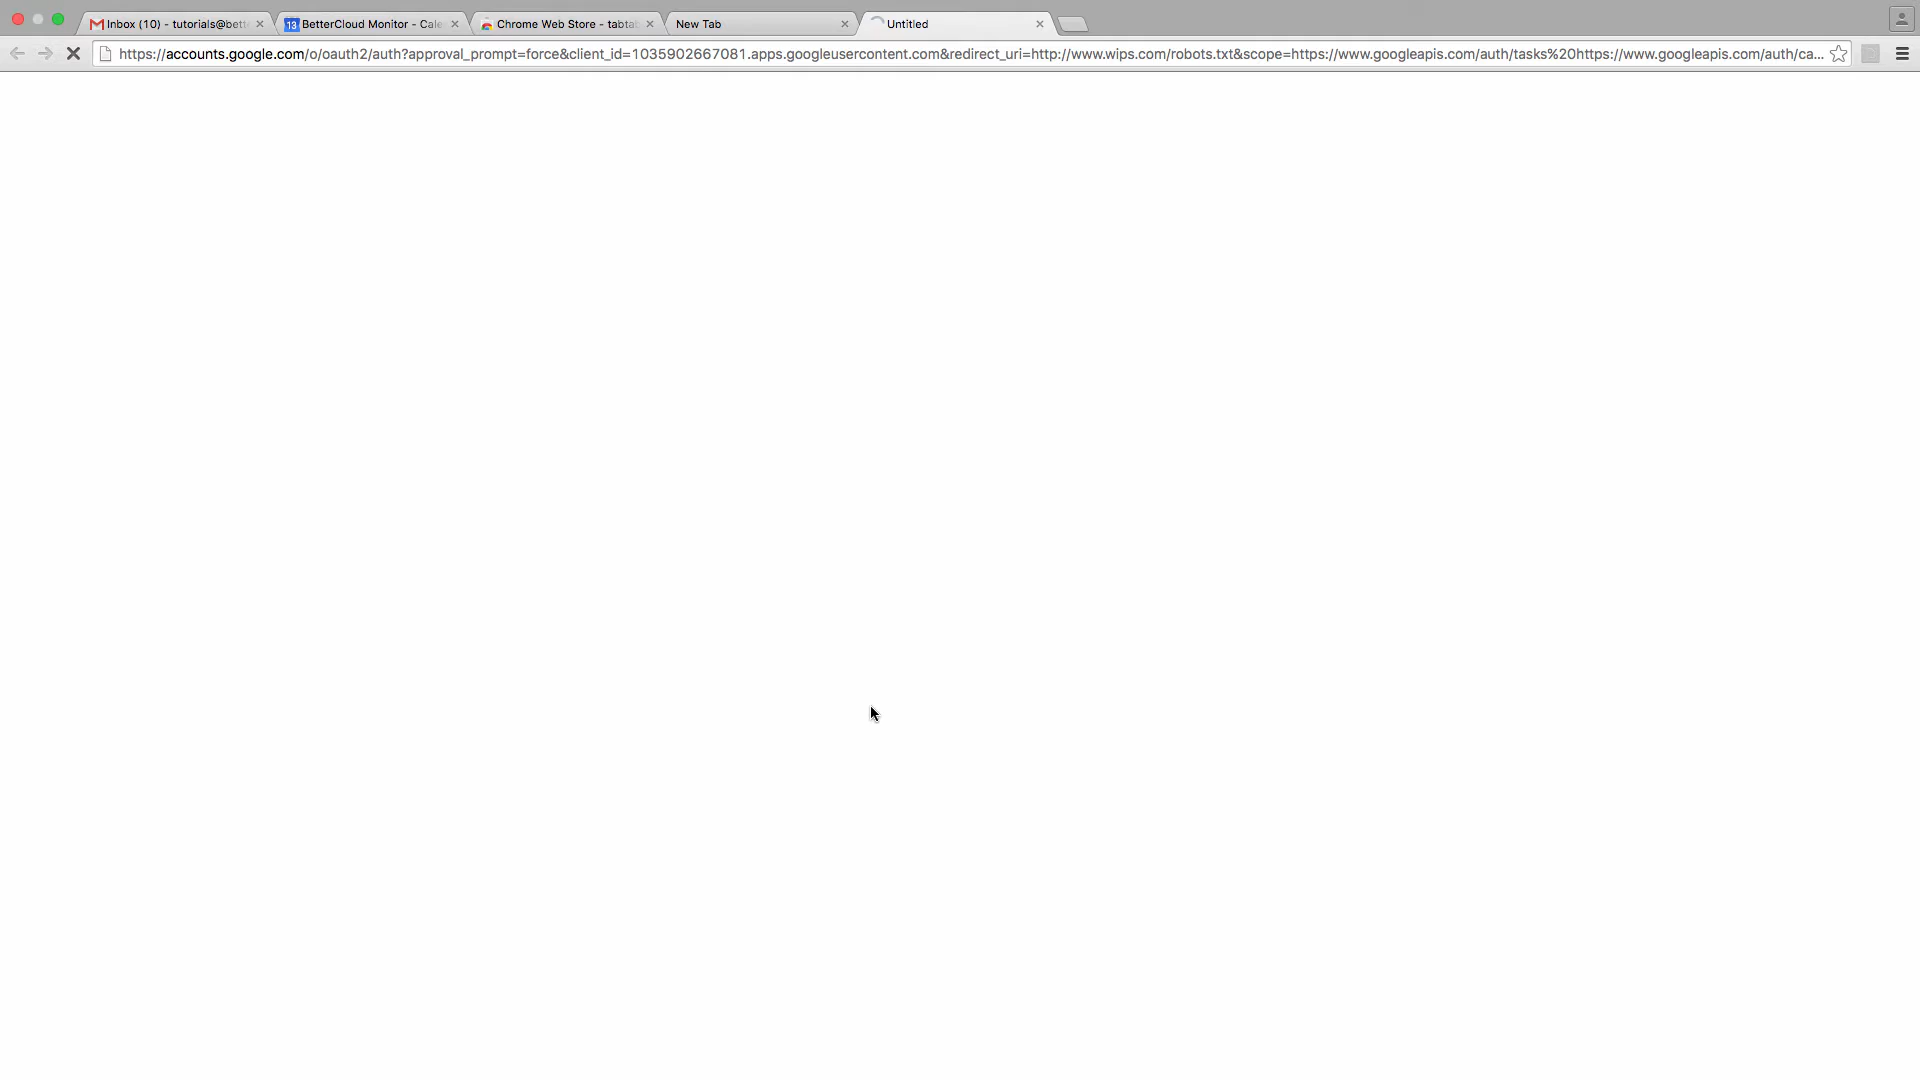 Inbox (10) - tutorials@bett
13 BetterCloud Monitor - Cale
Chrome Web Store - tabtab
New Tab
Untitled
https://accounts.google.com/o/oauth2/auth?approval_prompt=force&client_id=1035902667081.apps.googleusercontent.com&redirect_uri=http://www.wips.com/robots.txt&scope=https://www.googleapis.com/auth/tasks%20https://www.googleapis.com/auth/ca...